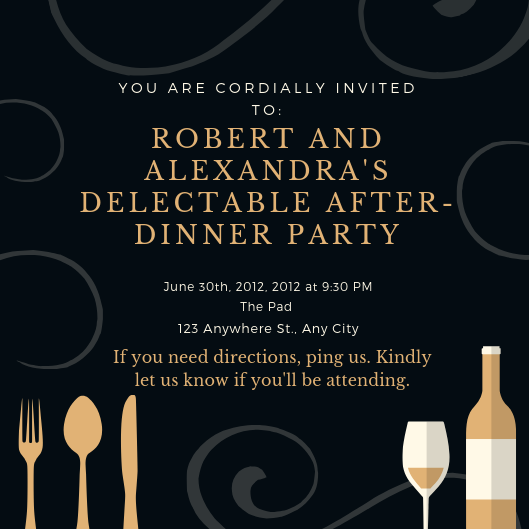 YOU ARE CORDIALLY INVITED
TO:
ROBERT AND
ALEXANDRA'S
DELECTABLE AFTER-
DINNER PARTY
June 30th, 2012, 2012 at 9:30 PM
The Pad
123 Anywhere St., Any City
If you need directions, ping us. Kindly
let us know if you'll be attending.